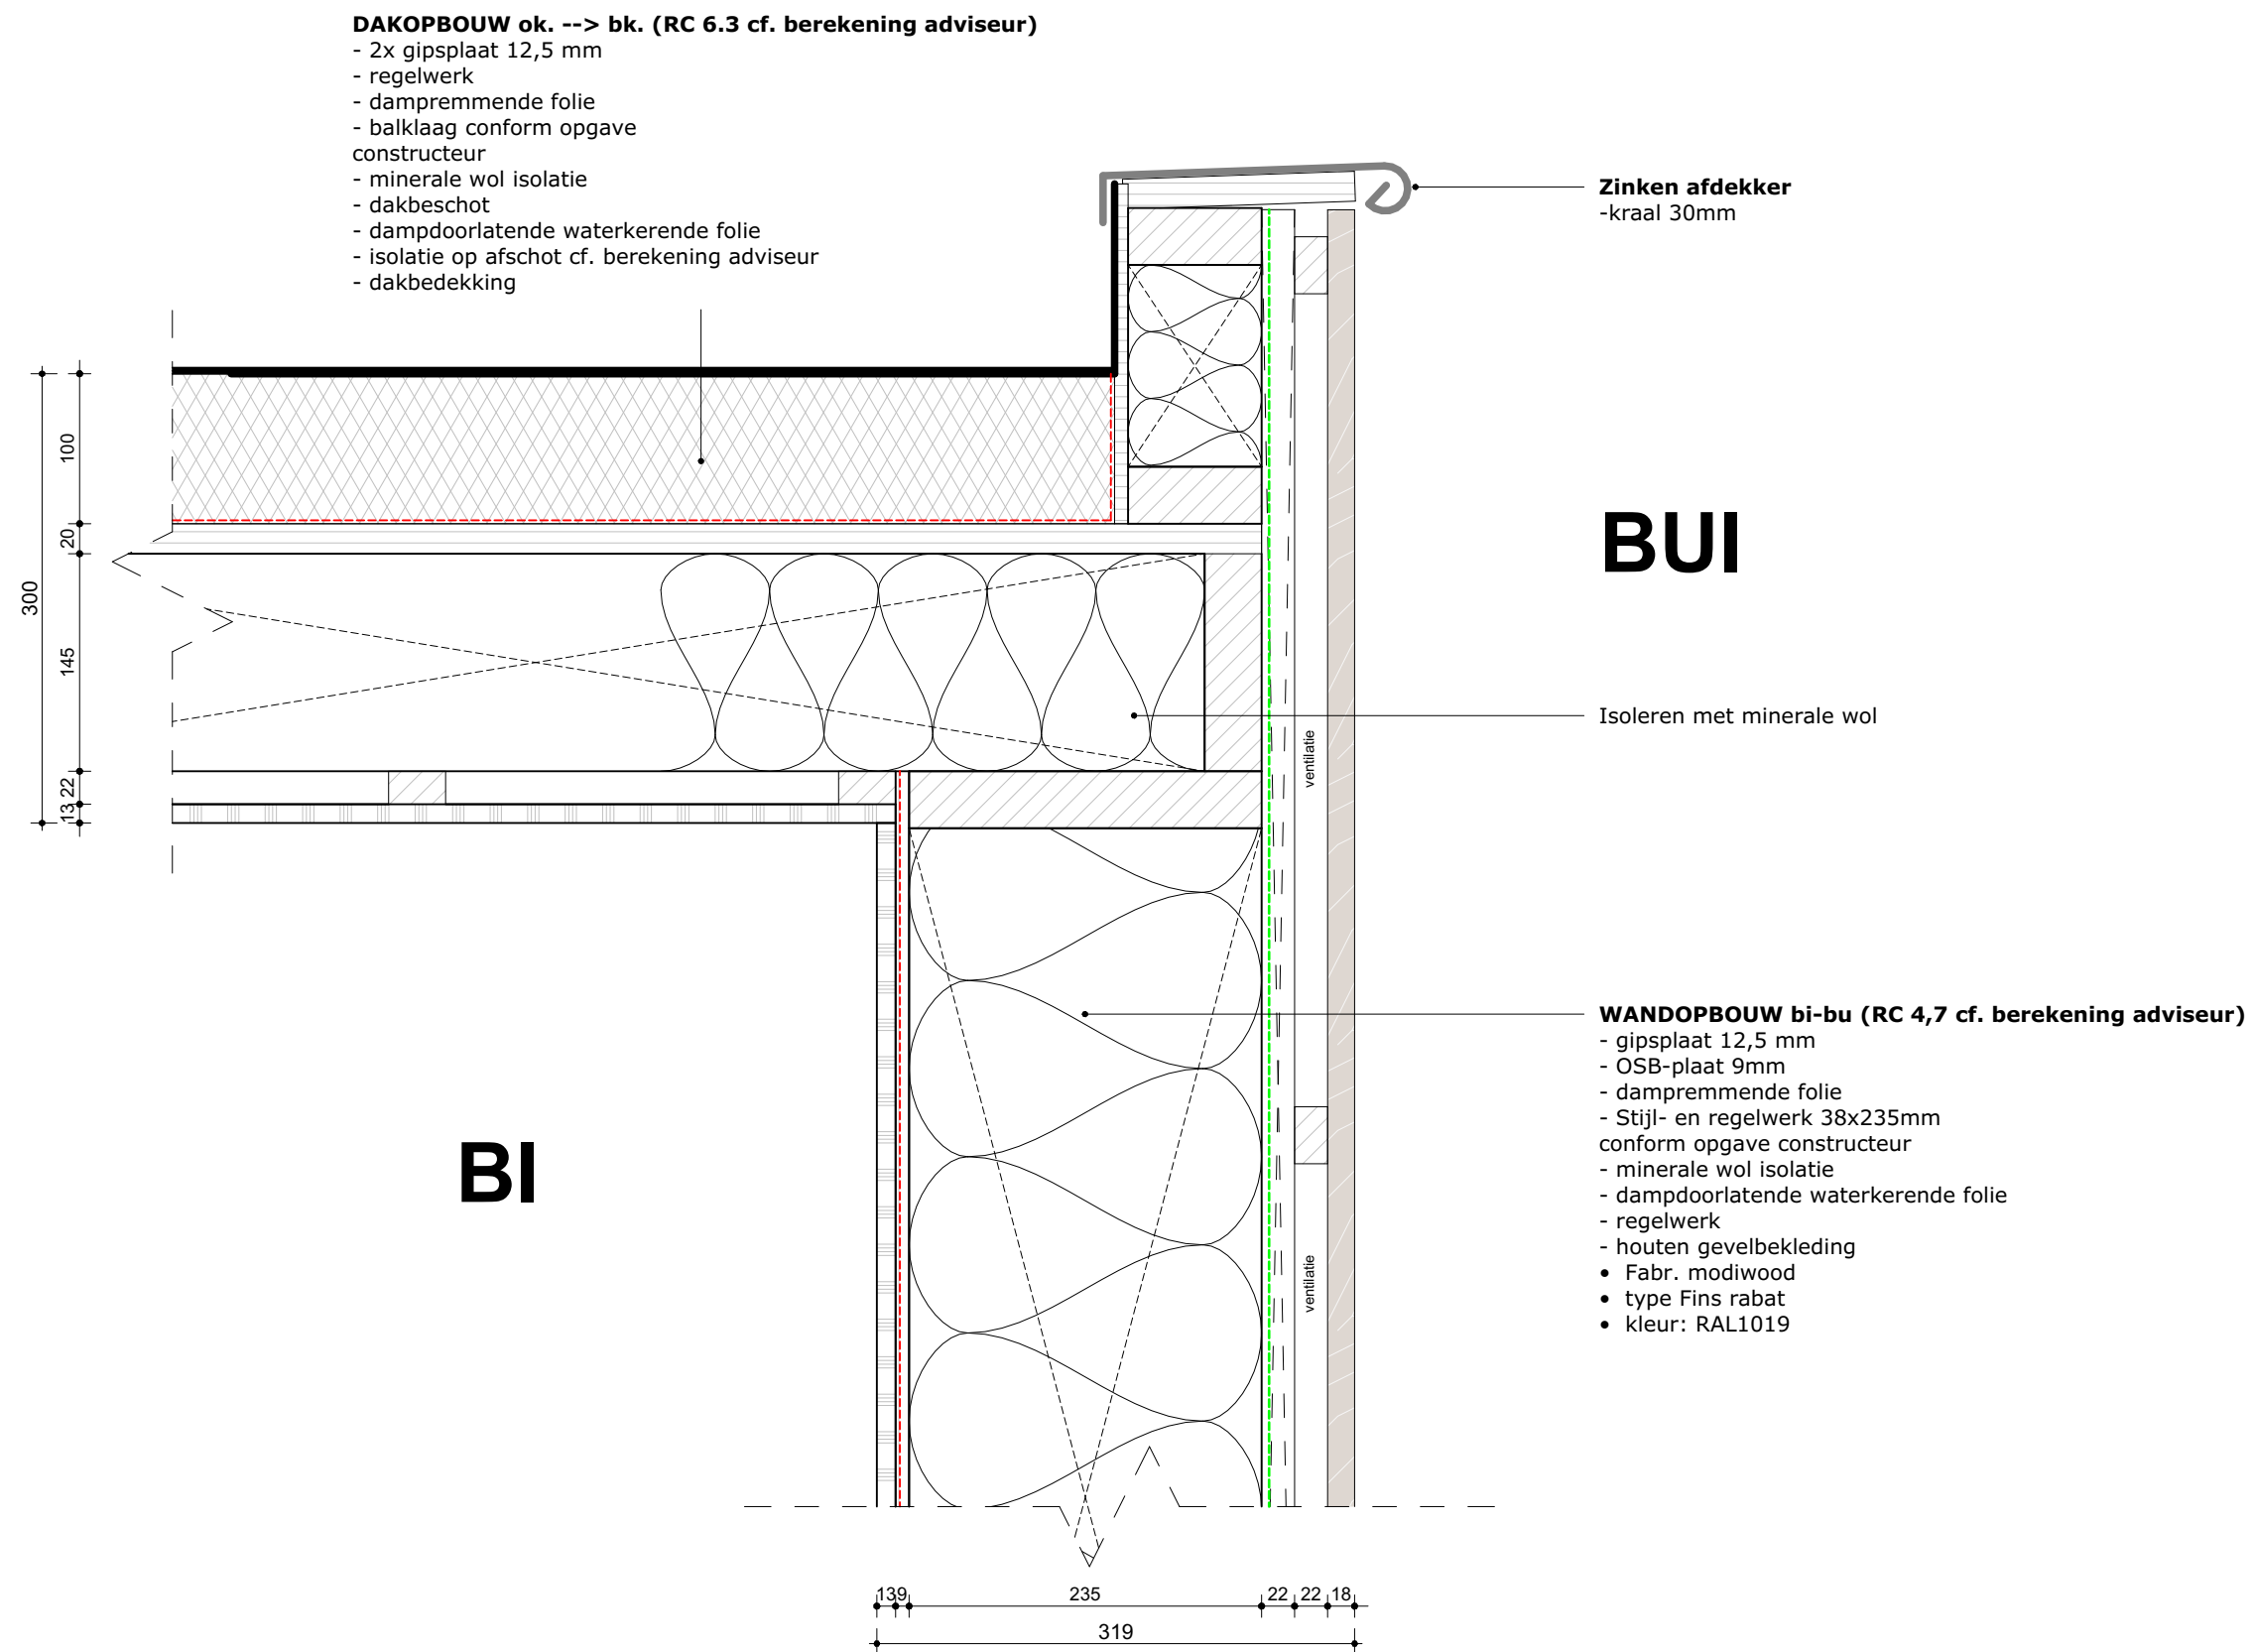 DAKOPBOUW ok. --> bk. (RC 6.3 cf. berekening adviseur)
- 2x gipsplaat 12,5 mm
- regelwerk
- dampremmende folie
- balklaag conform opgave
constructeur
- minerale wol isolatie
- dakbeschot
- dampdoorlatende waterkerende folie
- isolatie op afschot cf. berekening adviseur
- dakbedekking
Zinken afdekker
-kraal 30mm
100
20
300
145
22
13
BUI
Isoleren met minerale wol
ventilatie
WANDOPBOUW bi-bu (RC 4,7 cf. berekening adviseur)
- gipsplaat 12,5 mm
- OSB-plaat 9mm
- dampremmende folie
- Stijl- en regelwerk 38x235mm
conform opgave constructeur
- minerale wol isolatie
- dampdoorlatende waterkerende folie
- regelwerk
- houten gevelbekleding
• Fabr. modiwood
• type Fins rabat
• kleur: RAL1019
BI
ventilatie
13 9 235 22 22 18
319